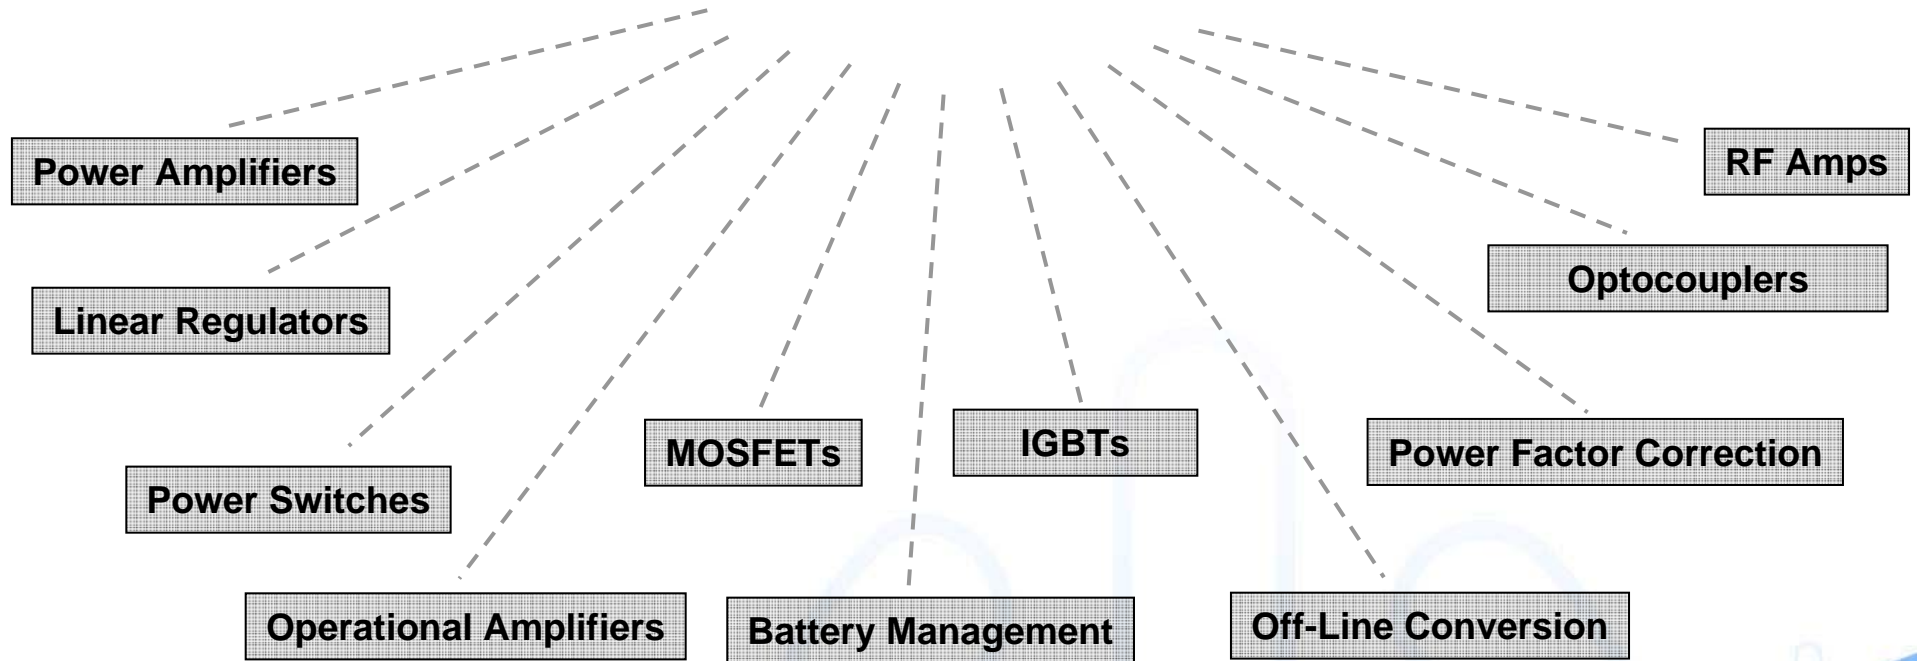 Power Amplifiers
RF Amps
Optocouplers
Linear Regulators
MOSFETs
IGBTs
Power Factor Correction
Power Switches
Operational Amplifiers
Battery Management
Off-Line Conversion